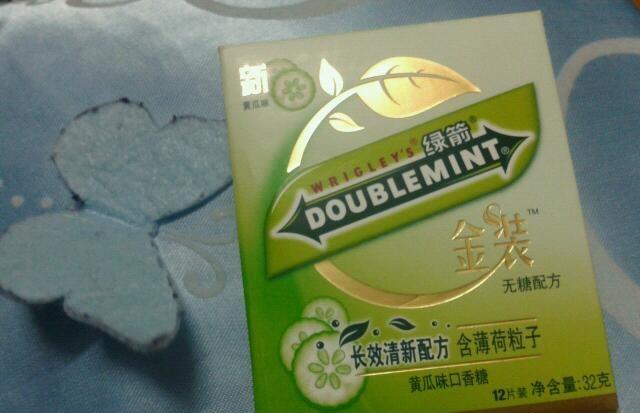 新
黄瓜味
WRIGLEY'S® 绿箭®
DOUBLEMINT®
金装™
无糖配方
长效清新配方 含薄荷粒子
黄瓜味口香糖
12片装 净含量:32克